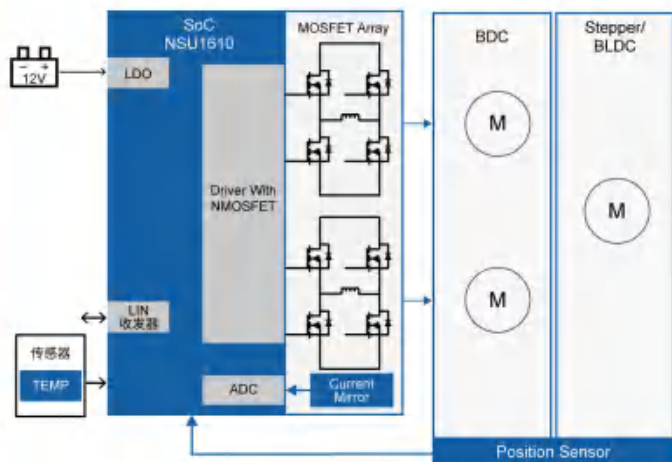 SoC
NSU1610
MOSFET Array
BDC
Stepper/
BLDC
- +
12V
LDO
M
M
Driver With
NMOSFET
M
LIN
收发器
传感器
TEMP
ADC
Current
Mirror
Position Sensor